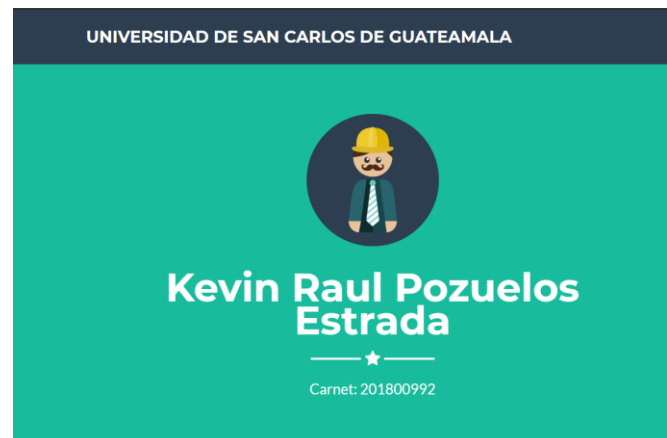 UNIVERSIDAD DE SAN CARLOS DE GUATEAMALA
Kevin Raul Pozuelos
Estrada
Carnet: 201800992